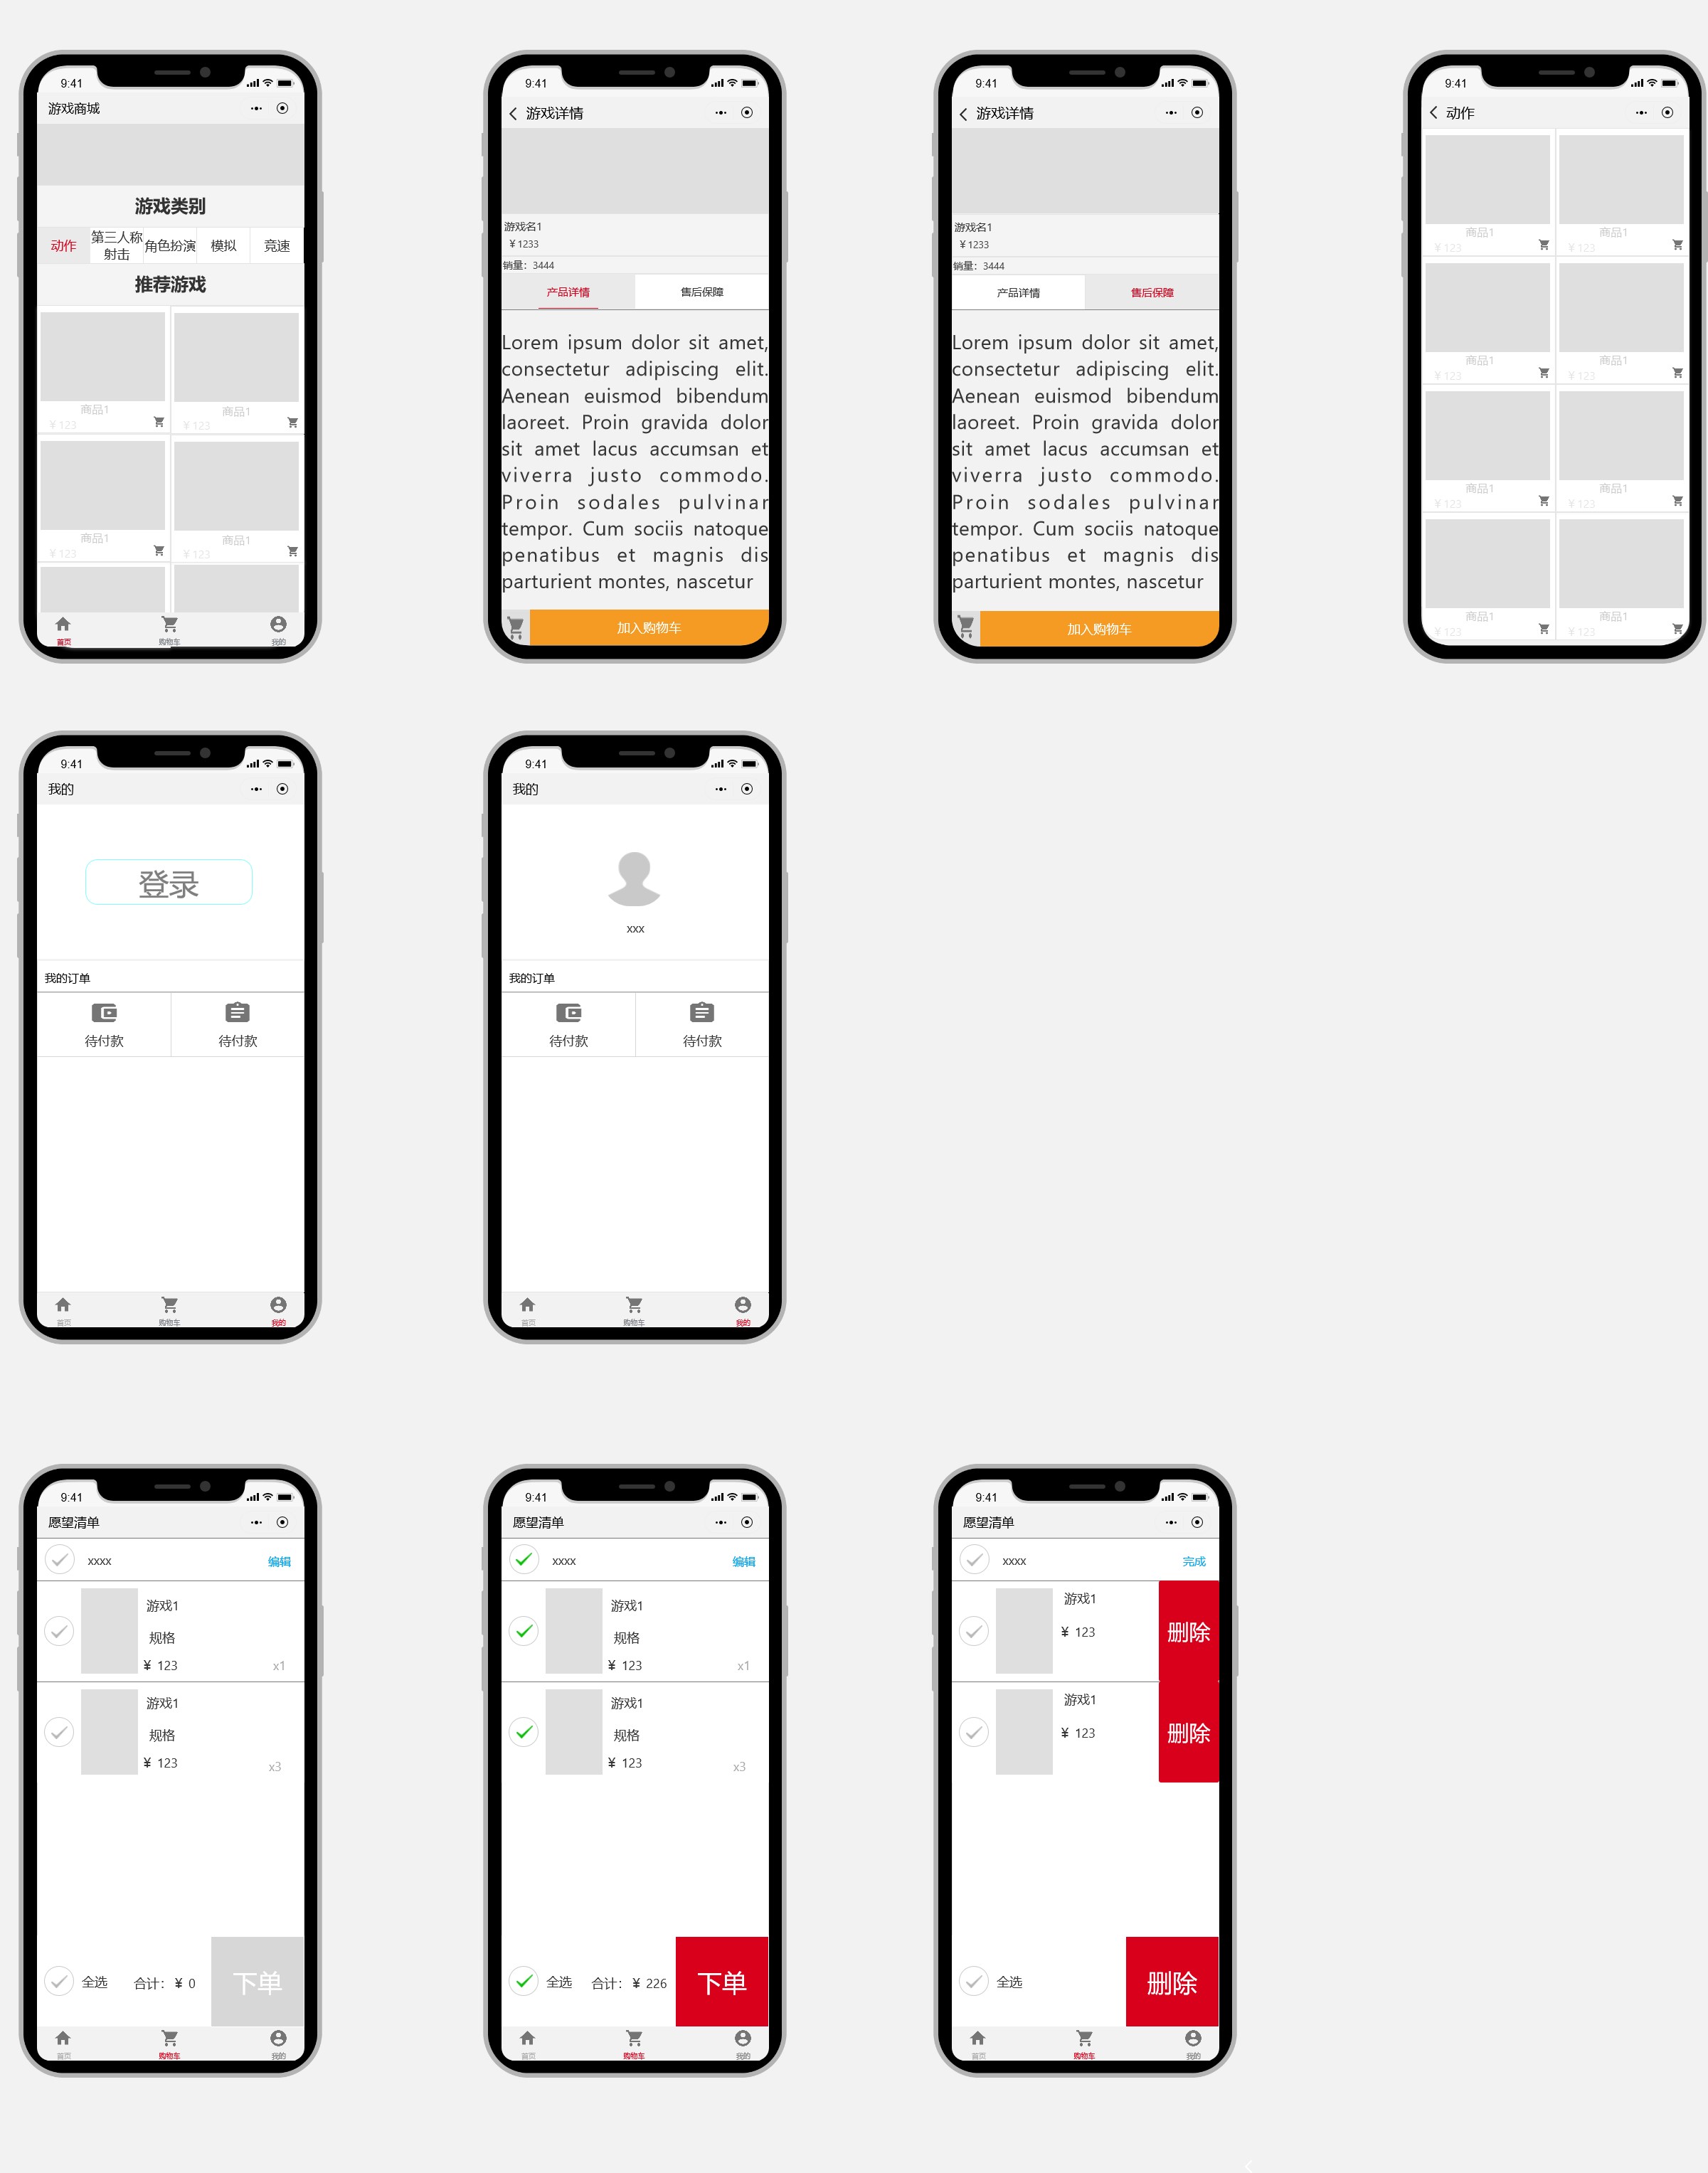 9:41
游戏商城
游戏类别
动作
第三人称
射击
角色扮演
模拟
竞速
推荐游戏
商品1
¥ 123
商品1
¥ 123
商品1
¥ 123
商品1
¥ 123
首页
购物车
我的
9:41
游戏详情
游戏名1
¥ 1233
销量：3444
产品详情
售后保障
Lorem ipsum dolor sit amet,
consectetur adipiscing elit.
Aenean euismod bibendum
laoreet. Proin gravida dolor
sit amet lacus accumsan et
viverra justo commodo.
Proin sodales pulvinar
tempor. Cum sociis natoque
penatibus et magnis dis
parturient montes, nascetur
加入购物车
9:41
游戏详情
游戏名1
¥ 1233
销量：3444
产品详情
售后保障
Lorem ipsum dolor sit amet,
consectetur adipiscing elit.
Aenean euismod bibendum
laoreet. Proin gravida dolor
sit amet lacus accumsan et
viverra justo commodo.
Proin sodales pulvinar
tempor. Cum sociis natoque
penatibus et magnis dis
parturient montes, nascetur
加入购物车
9:41
动作
商品1
¥ 123
商品1
¥ 123
商品1
¥ 123
商品1
¥ 123
商品1
¥ 123
商品1
¥ 123
商品1
¥ 123
商品1
¥ 123
9:41
我的
登录
我的订单
待付款
待付款
首页
购物车
我的
9:41
我的
xxx
我的订单
待付款
待付款
首页
购物车
我的
9:41
愿望清单
xxxx
编辑
游戏1
规格
¥ 123
x1
游戏1
规格
¥ 123
x3
全选
合计：¥ 0
下单
首页
购物车
我的
9:41
愿望清单
xxxx
编辑
游戏1
规格
¥ 123
x1
游戏1
规格
¥ 123
x3
全选
合计：¥ 226
下单
首页
购物车
我的
9:41
愿望清单
xxxx
完成
游戏1
¥ 123
删除
游戏1
¥ 123
删除
全选
删除
首页
购物车
我的